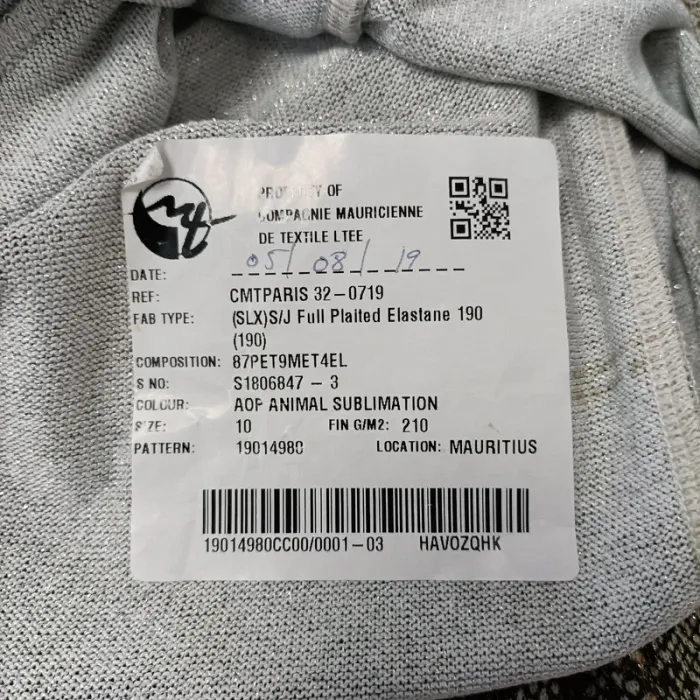 PROPERTY OF
COMPAGNIE MAURICIENNE
DE TEXTILE LTEE
DATE: 05/08/19
REF: CMTPARIS 32-0719
FAB TYPE: (SLX)S/J Full Plaited Elastane 190
(190)
COMPOSITION: 87PET9MET4EL
S NO: S1806847 - 3
COLOUR: AOP ANIMAL SUBLIMATION
SIZE: 10 FIN G/M2: 210
PATTERN: 19014980 LOCATION: MAURITIUS
19014980CC00/0001-03 HAVOZQHK